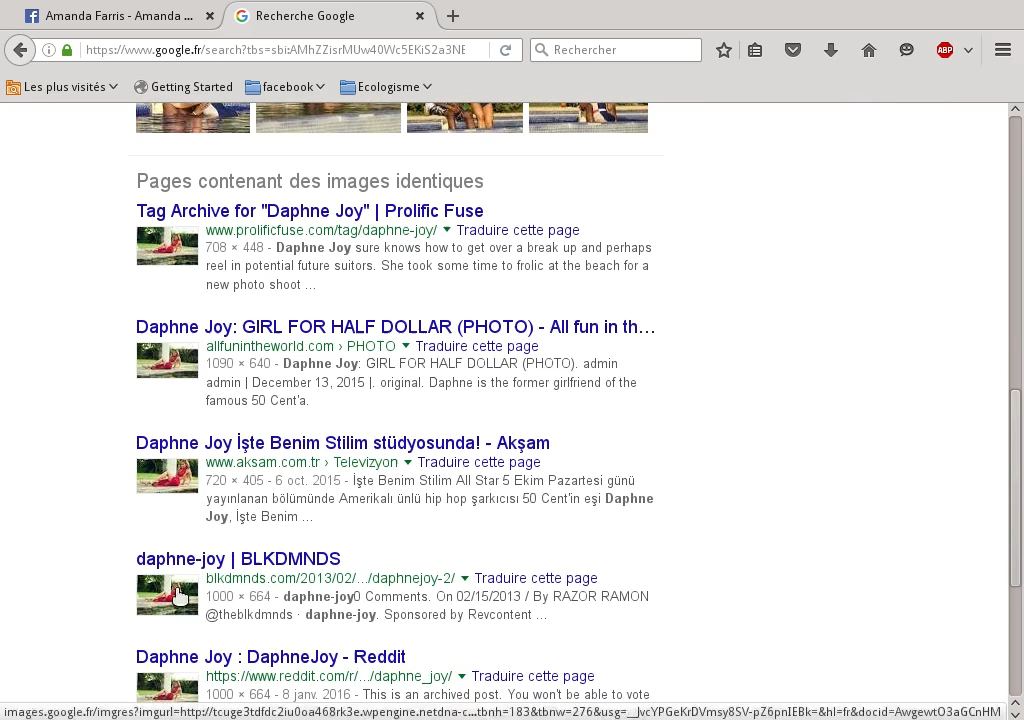 Amanda Farris - Amanda ...
Recherche Google
https://www.google.fr/search?tbs=sbi:AMhZZisrMUw40Wc5EKiS2a3NE
Rechercher
ABP
Les plus visités
Getting Started
facebook
Ecologisme
Pages contenant des images identiques
Tag Archive for "Daphne Joy" | Prolific Fuse
www.prolificfuse.com/tag/daphne-joy/ Traduire cette page
708 × 448 - Daphne Joy sure knows how to get over a break up and perhaps
reel in potential future suitors. She took some time to frolic at the beach for a
new photo shoot ...
Daphne Joy: GIRL FOR HALF DOLLAR (PHOTO) - All fun in th...
allfunintheworld.com › PHOTO Traduire cette page
1090 × 640 - Daphne Joy: GIRL FOR HALF DOLLAR (PHOTO). admin
admin | December 13, 2015 |. original. Daphne is the former girlfriend of the
famous 50 Cent'a.
Daphne Joy İşte Benim Stilim stüdyosunda! - Akşam
www.aksam.com.tr › Televizyon Traduire cette page
720 × 405 - 6 oct. 2015 - İşte Benim Stilim All Star 5 Ekim Pazartesi günü
yayınlanan bölümünde Amerikalı ünlü hip hop şarkıcısı 50 Cent'in eşi Daphne
Joy, İşte Benim ...
daphne-joy | BLKDMNDS
blkdmnds.com/2013/02/.../daphnejoy-2/ Traduire cette page
1000 × 664 - daphne-joy0 Comments. On 02/15/2013 / By RAZOR RAMON
@theblkdmnds · daphne-joy. Sponsored by Revcontent ...
Daphne Joy : DaphneJoy - Reddit
https://www.reddit.com/r/.../daphne_joy/ Traduire cette page
1000 × 664 - 8 janv. 2016 - This is an archived post. You won't be able to vote
images.google.fr/imgres?imgurl=http://tcuge3tdfdc2iu0oa468rk3e.wpengine.netdna-c...tbnh=183&tbnw=276&usg=__JvcYPGeKrDVmsy8SV-pZ6pnIEBk=&hl=fr&docid=AwgewtO3aGCnHM